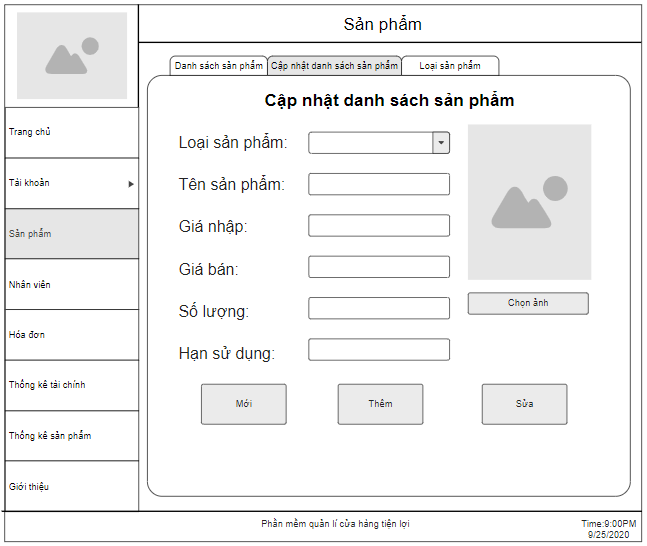 Sản phẩm
Danh sách sản phẩm
Cập nhật danh sách sản phẩm
Loại sản phẩm
Cập nhật danh sách sản phẩm
Trang chủ
Tài khoản
Sản phẩm
Nhân viên
Hóa đơn
Thống kê tài chính
Thống kê sản phẩm
Giới thiệu
Loại sản phẩm:
Tên sản phẩm:
Giá nhập:
Giá bán:
Số lượng:
Hạn sử dụng:
Chọn ảnh
Mới
Thêm
Sửa
Phần mềm quản lí cửa hàng tiện lợi
Time:9:00PM
9/25/2020